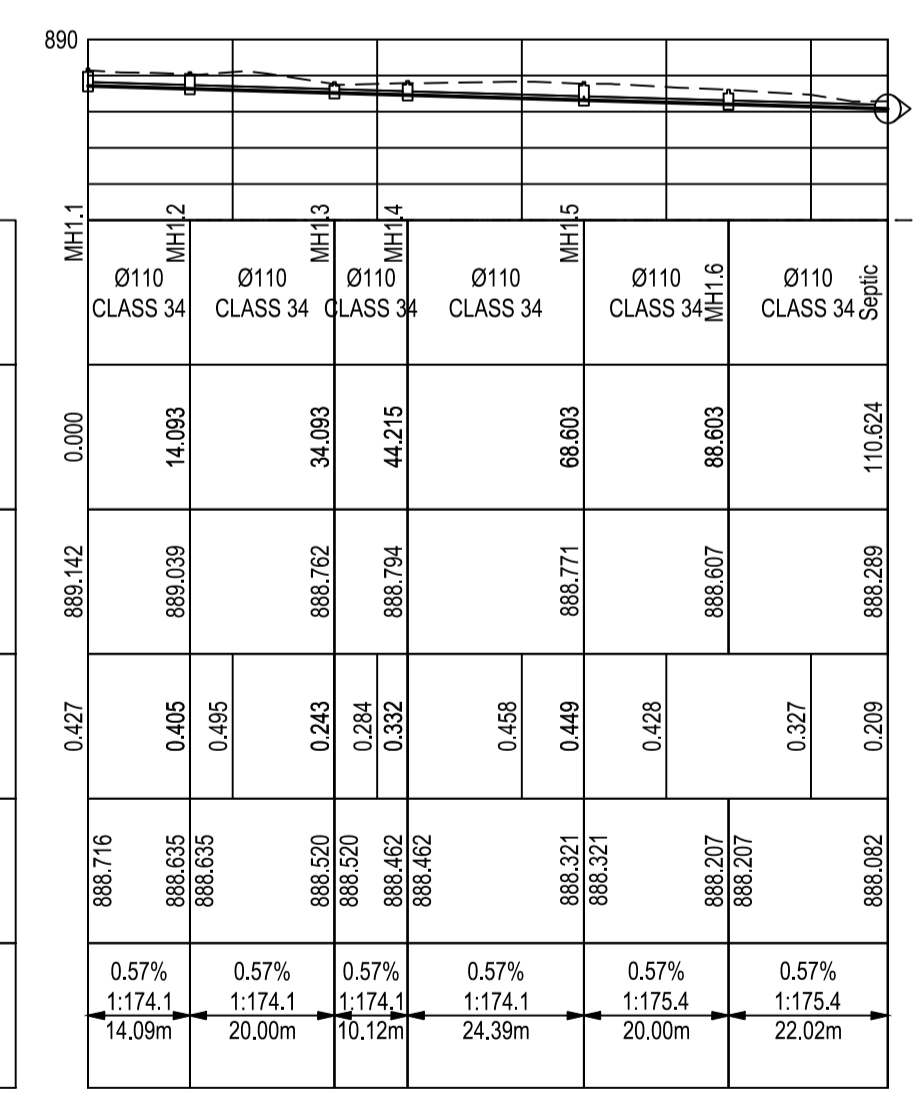 890
MH1.1
MH1.2
MH1.3
MH1.4
MH1.5
MH1.6
Septic
Ø110
CLASS 34
Ø110
CLASS 34
Ø110
CLASS 34
Ø110
CLASS 34
Ø110
CLASS 34
Ø110
CLASS 34
0.000
14.093
34.093
44.215
68.603
88.603
110.624
889.142
889.039
888.762
888.794
888.771
888.607
888.289
0.427
0.405
0.495
0.243
0.284
0.332
0.458
0.449
0.428
0.327
0.209
888.716
888.635
888.635
888.520
888.520
888.462
888.462
888.321
888.321
888.207
888.207
888.082
0.57%
1:174.1
14.09m
0.57%
1:174.1
20.00m
0.57%
1:174.1
10.12m
0.57%
1:174.1
24.39m
0.57%
1:175.4
20.00m
0.57%
1:175.4
22.02m